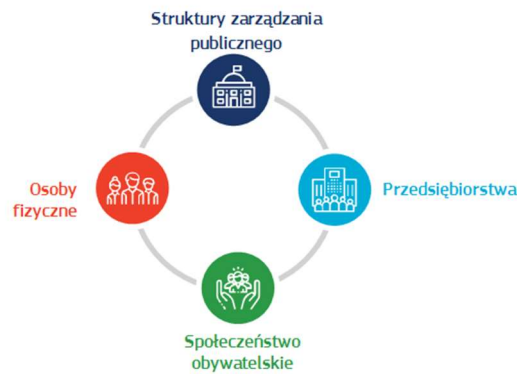 Struktury zarządzania
publicznego
Osoby
fizyczne
Przedsiębiorstwa
Społeczeństwo
obywatelskie